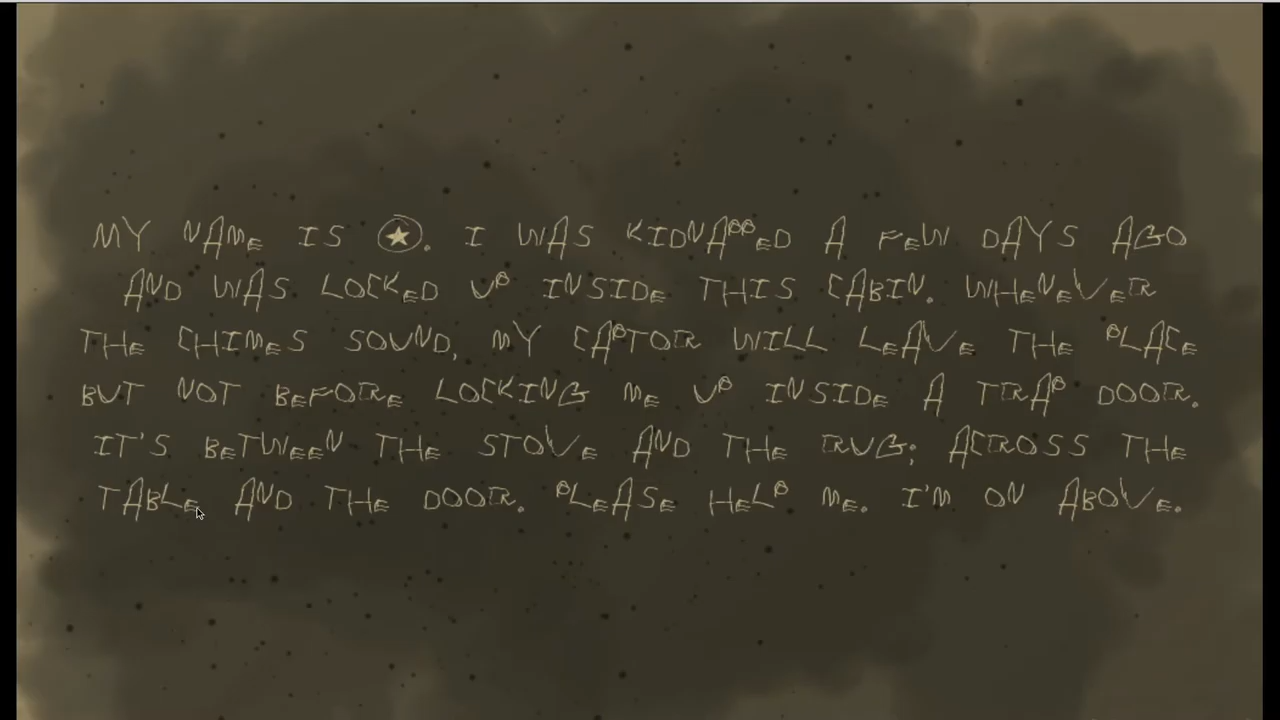 MY NAME IS ★. I WAS KIDNAPPED A FEW DAYS AGO
AND WAS LOCKED UP INSIDE THIS CABIN. WHENEVER
THE CHIMES SOUND, MY CAPTOR WILL LEAVE THE PLACE
BUT NOT BEFORE LOCKING ME UP INSIDE A TRAP DOOR.
IT'S BETWEEN THE STOVE AND THE RUG; ACROSS THE
TABLE AND THE DOOR. PLEASE HELP ME. I'M ON ABOVE.